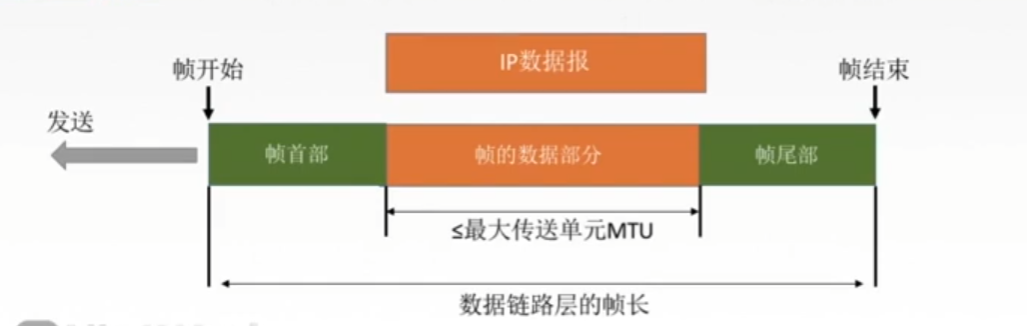 IP数据报
帧开始
帧结束
发送
帧首部
帧的数据部分
帧尾部
≤最大传送单元MTU
数据链路层的帧长